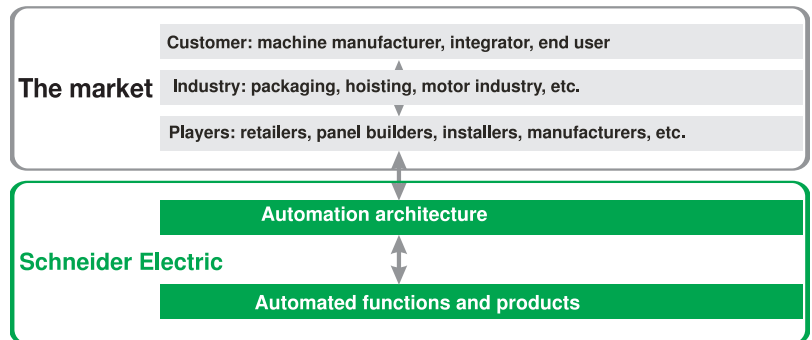 Customer: machine manufacturer, integrator, end user
The market
Industry: packaging, hoisting, motor industry, etc.
Players: retailers, panel builders, installers, manufacturers, etc.
Automation architecture
Schneider Electric
Automated functions and products